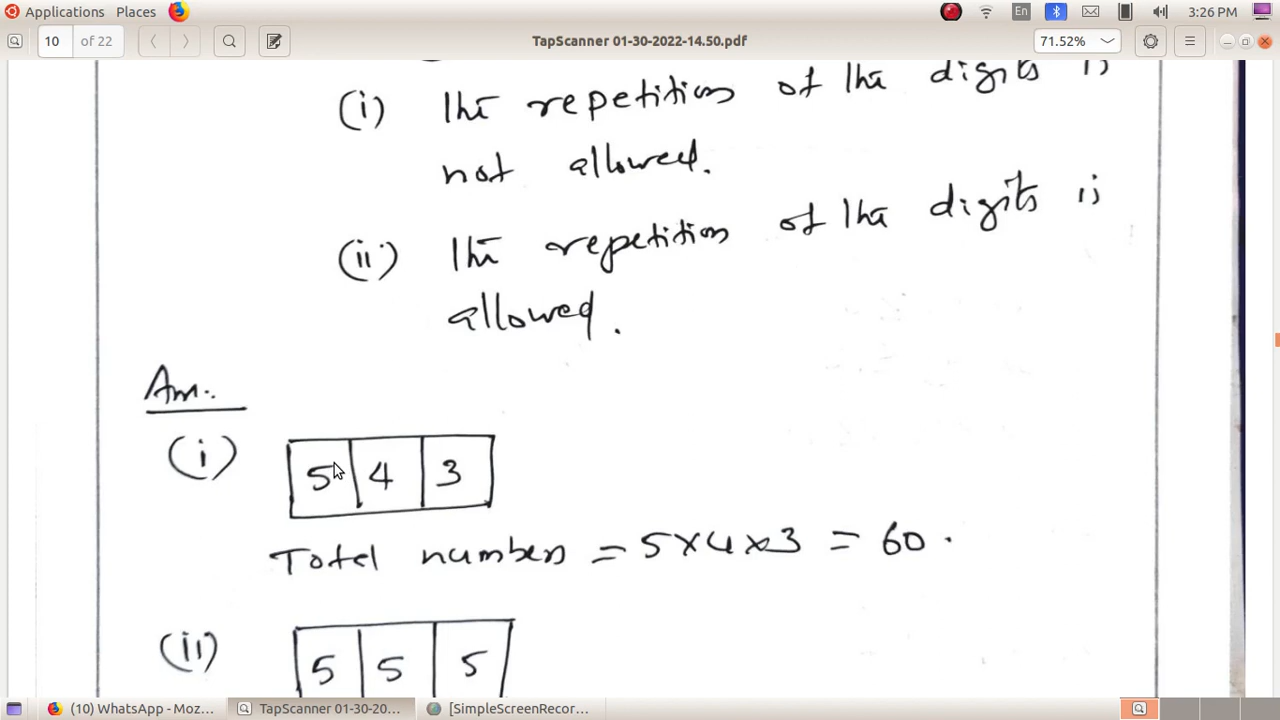 Applications Places En 3:26 PM
10 of 22 TapScanner 01-30-2022-14.50.pdf 71.52%
(i) The repetition of the digits is
not allowed.
(ii) The repetition of the digits is
allowed.
Ans.
(i) 5 4 3
Total numbers = 5×4×3 = 60.
(ii) 5 5 5
(10) WhatsApp - Moz... TapScanner 01-30-20... [SimpleScreenRecor...